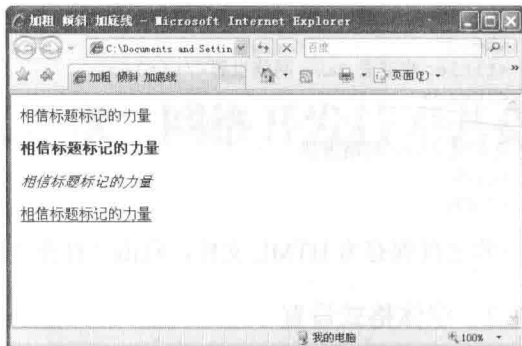 加粗 倾斜 加底线 - Microsoft Internet Explorer
C:\Documents and Settin 百度
加粗 倾斜 加底线 页面(P)
相信标题标记的力量
相信标题标记的力量
相信标题标记的力量
相信标题标记的力量
我的电脑 100%